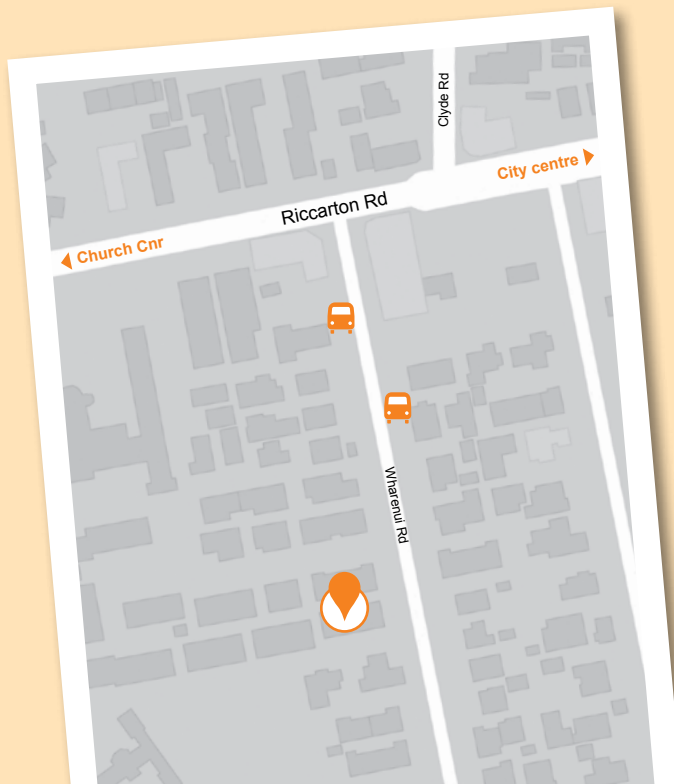 Clyde Rd
City centre
Riccarton Rd
Church Cnr
Wharenui Rd